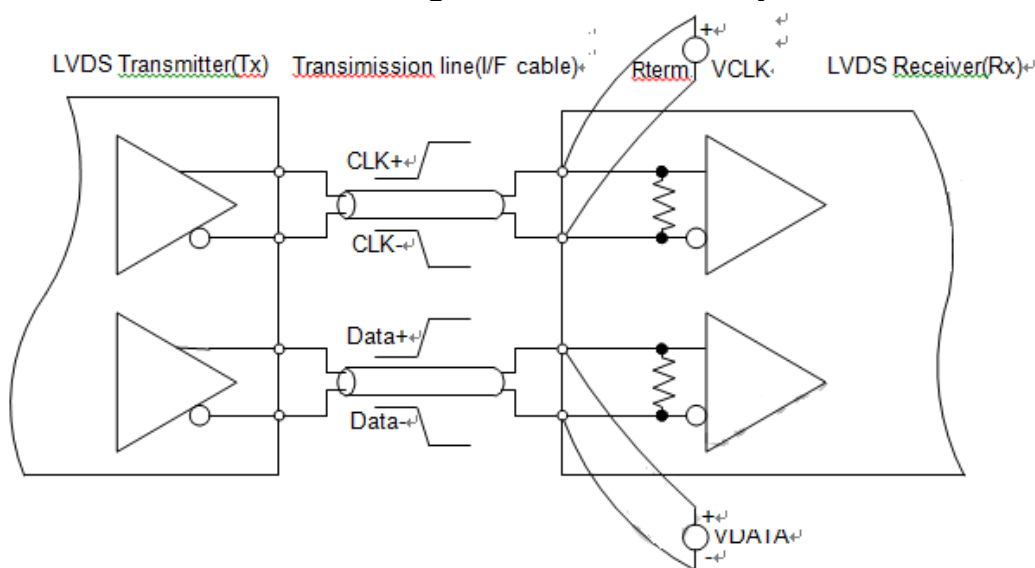 LVDS Transmitter(Tx)
Transimission line(I/F cable)
Rterm
+
VCLK
LVDS Receiver(Rx)
CLK+
CLK-
Data+
Data-
+
VDATA
-